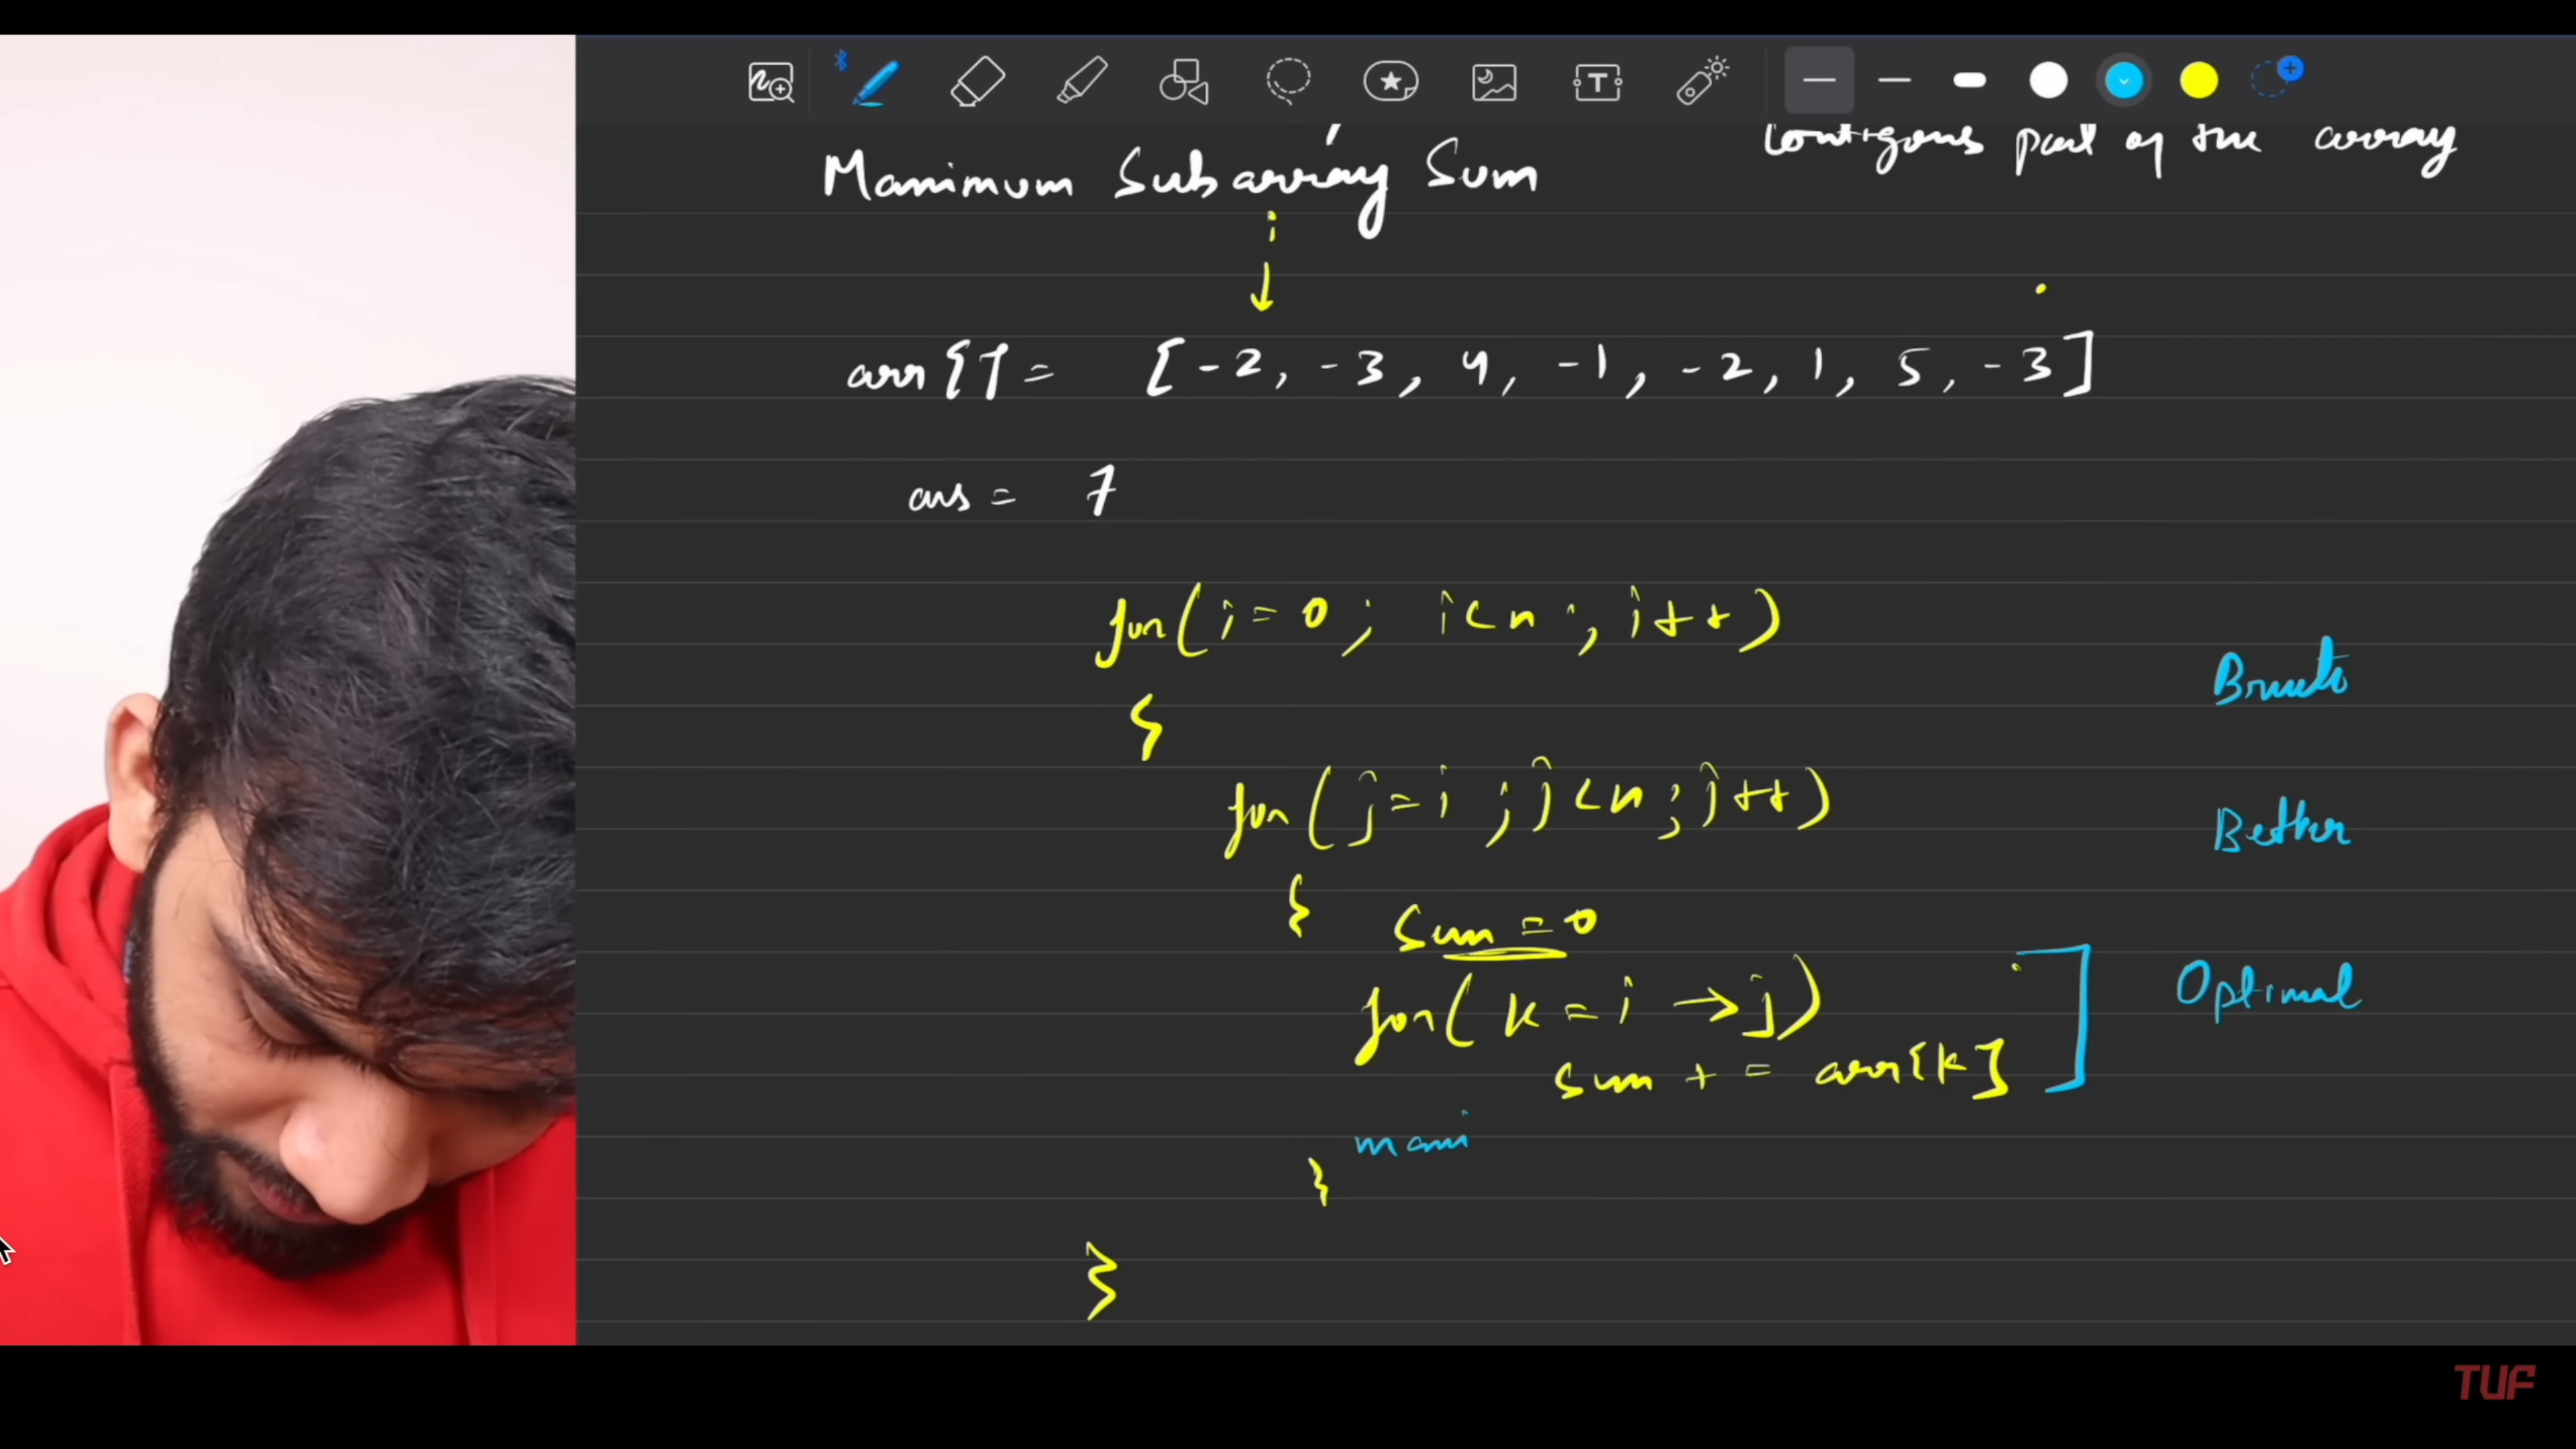 Contigous part of the array
Maximum Subarray Sum
i
arr[] = [-2, -3, 4, -1, -2, 1, 5, -3]
ans = 7
for(i=0; i<n; i++)
{
Brute
for(j=i; j<n; j++)
Better
{ sum=0
for(k=i→j)
Optimal
sum += arr[k]
maxi
}
}
TUF